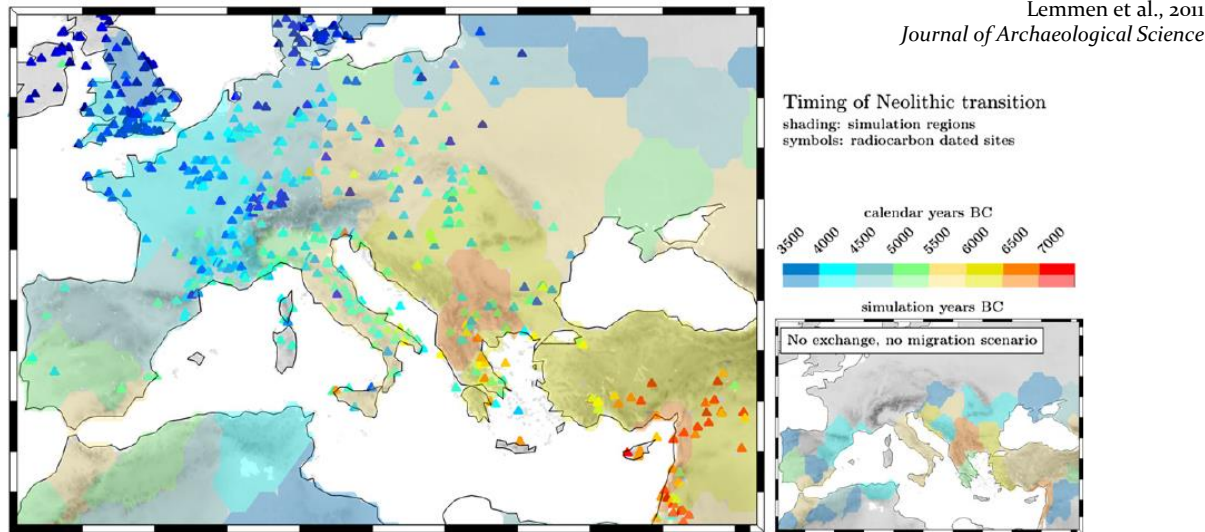 Lemmen et al., 2011
Journal of Archaeological Science
Timing of Neolithic transition
shading: simulation regions
symbols: radiocarbon dated sites
calendar years BC
3500 4000 4500 5000 5500 6000 6500 7000
simulation years BC
No exchange, no migration scenario